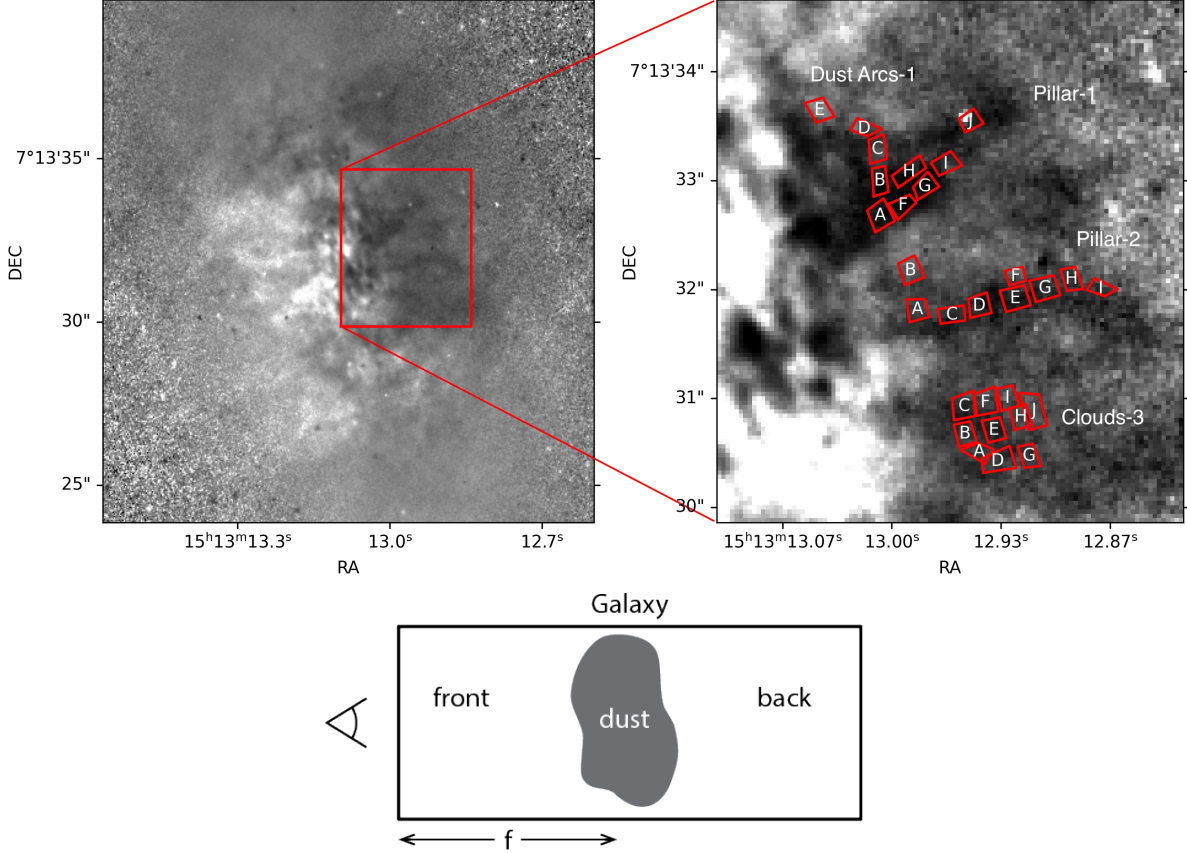 7°13'35"
30"
25"
DEC
15ʰ13ᵐ13.3ˢ
13.0ˢ
12.7ˢ
RA
7°13'34"
33"
32"
31"
30"
DEC
15ʰ13ᵐ13.07ˢ
13.00ˢ
12.93ˢ
12.87ˢ
RA
Dust Arcs-1
Pillar-1
E
D
J
C
H
I
B
G
A
F
Pillar-2
B
F
H
I
G
E
A
D
C
Clouds-3
C
F
I
J
H
B
E
A
D
G
Galaxy
front
dust
back
f